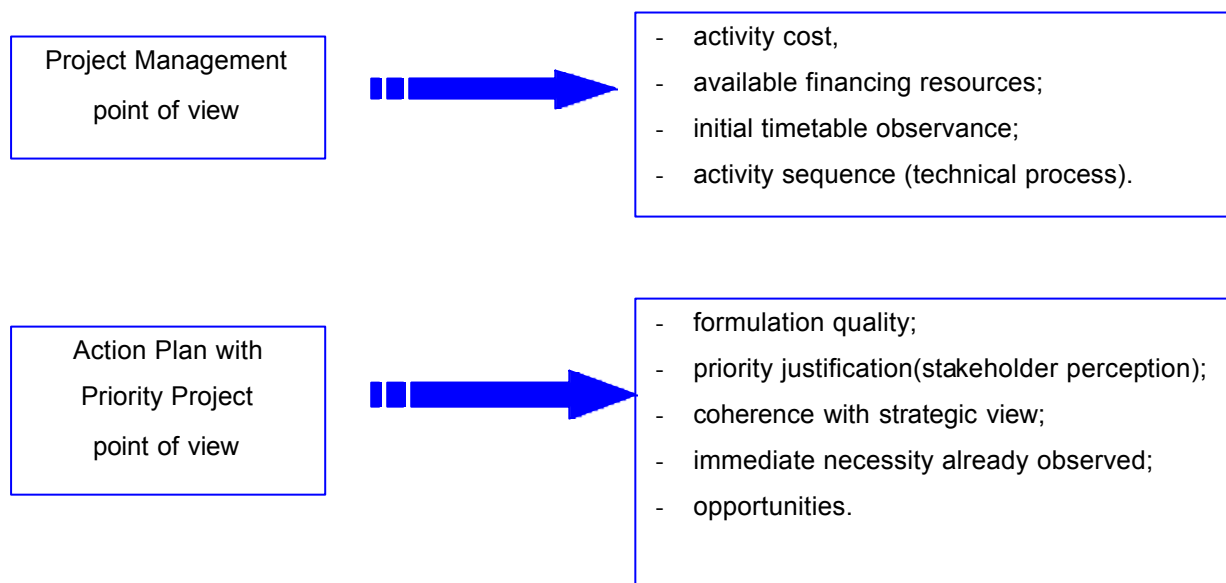 Project Management
point of view
- activity cost,
- available financing resources;
- initial timetable observance;
- activity sequence (technical process).
Action Plan with
Priority Project
point of view
- formulation quality;
- priority justification(stakeholder perception);
- coherence with strategic view;
- immediate necessity already observed;
- opportunities.